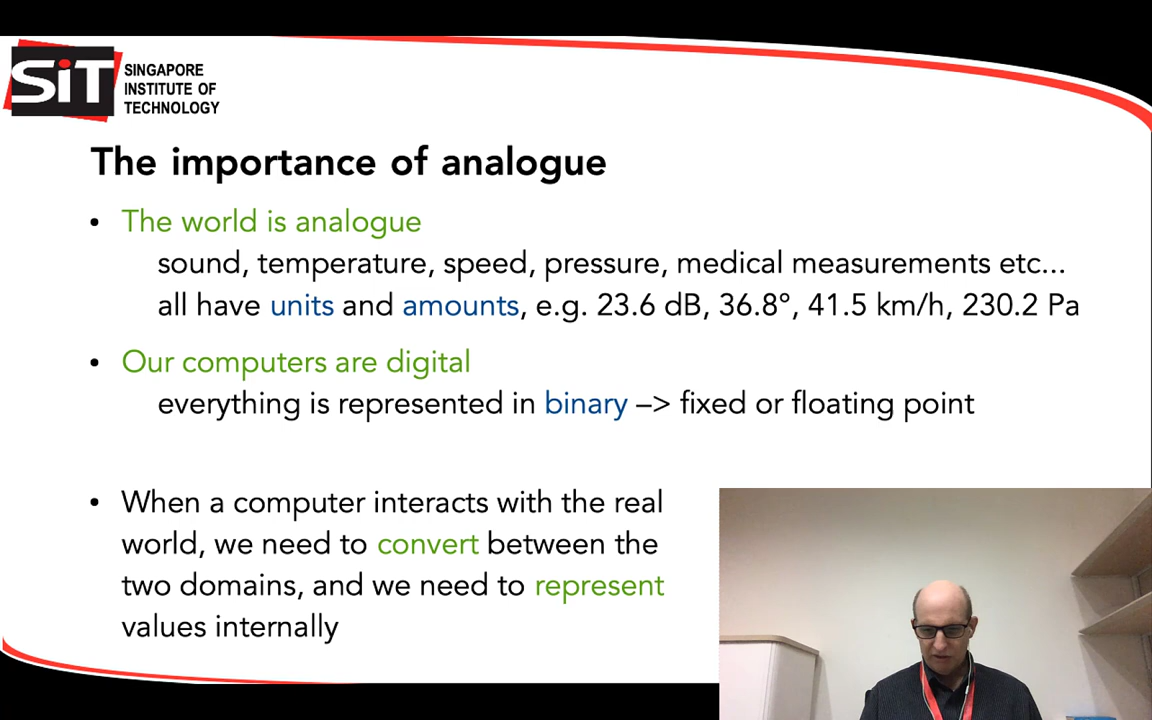 SiT SINGAPORE
INSTITUTE OF
TECHNOLOGY
The importance of analogue
• The world is analogue
sound, temperature, speed, pressure, medical measurements etc...
all have units and amounts, e.g. 23.6 dB, 36.8°, 41.5 km/h, 230.2 Pa
• Our computers are digital
everything is represented in binary –> fixed or floating point
• When a computer interacts with the real
world, we need to convert between the
two domains, and we need to represent
values internally